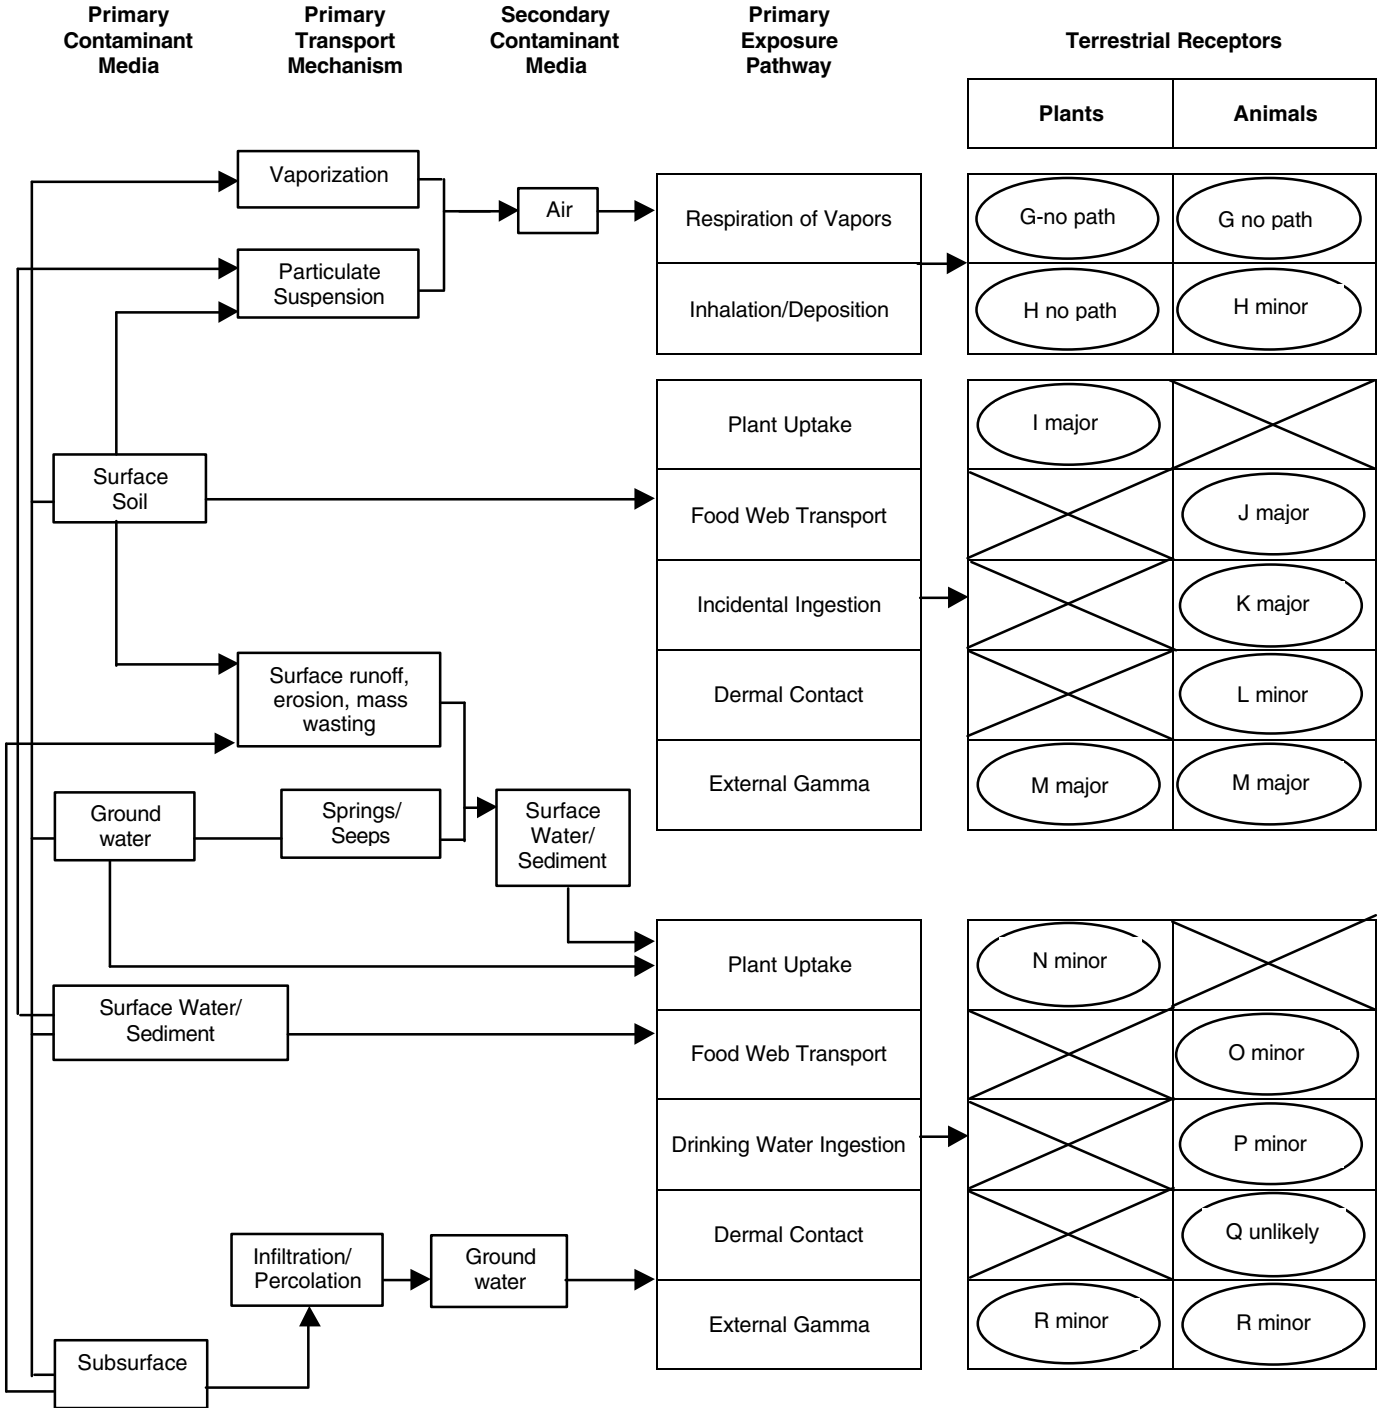 Primary
Contaminant
Media
Primary
Transport
Mechanism
Secondary
Contaminant
Media
Primary
Exposure
Pathway
Terrestrial Receptors
Plants
Animals
Vaporization
Air
Respiration of Vapors
G-no path
G no path
Particulate
Suspension
Inhalation/Deposition
H no path
H minor
Plant Uptake
I major
Surface
Soil
Food Web Transport
J major
Incidental Ingestion
K major
Surface runoff,
erosion, mass
wasting
Dermal Contact
L minor
External Gamma
M major
M major
Ground
water
Springs/
Seeps
Surface
Water/
Sediment
Plant Uptake
N minor
Surface Water/
Sediment
Food Web Transport
O minor
Drinking Water Ingestion
P minor
Dermal Contact
Q unlikely
Infiltration/
Percolation
Ground
water
External Gamma
R minor
R minor
Subsurface